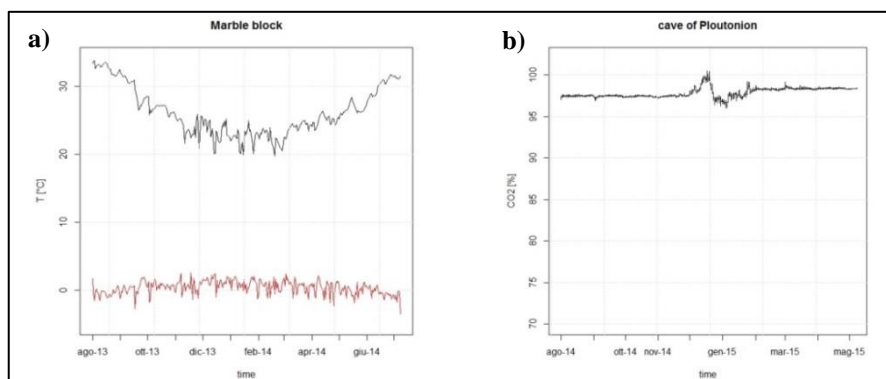 a)
Marble block
T [°C]
30
20
10
0
ago-13 ott-13 dic-13 feb-14 apr-14 giu-14
time
b)
cave of Ploutonion
CO2 [%]
100
95
90
85
80
75
70
ago-14 ott-14 nov-14 gen-15 mar-15 mag-15
time